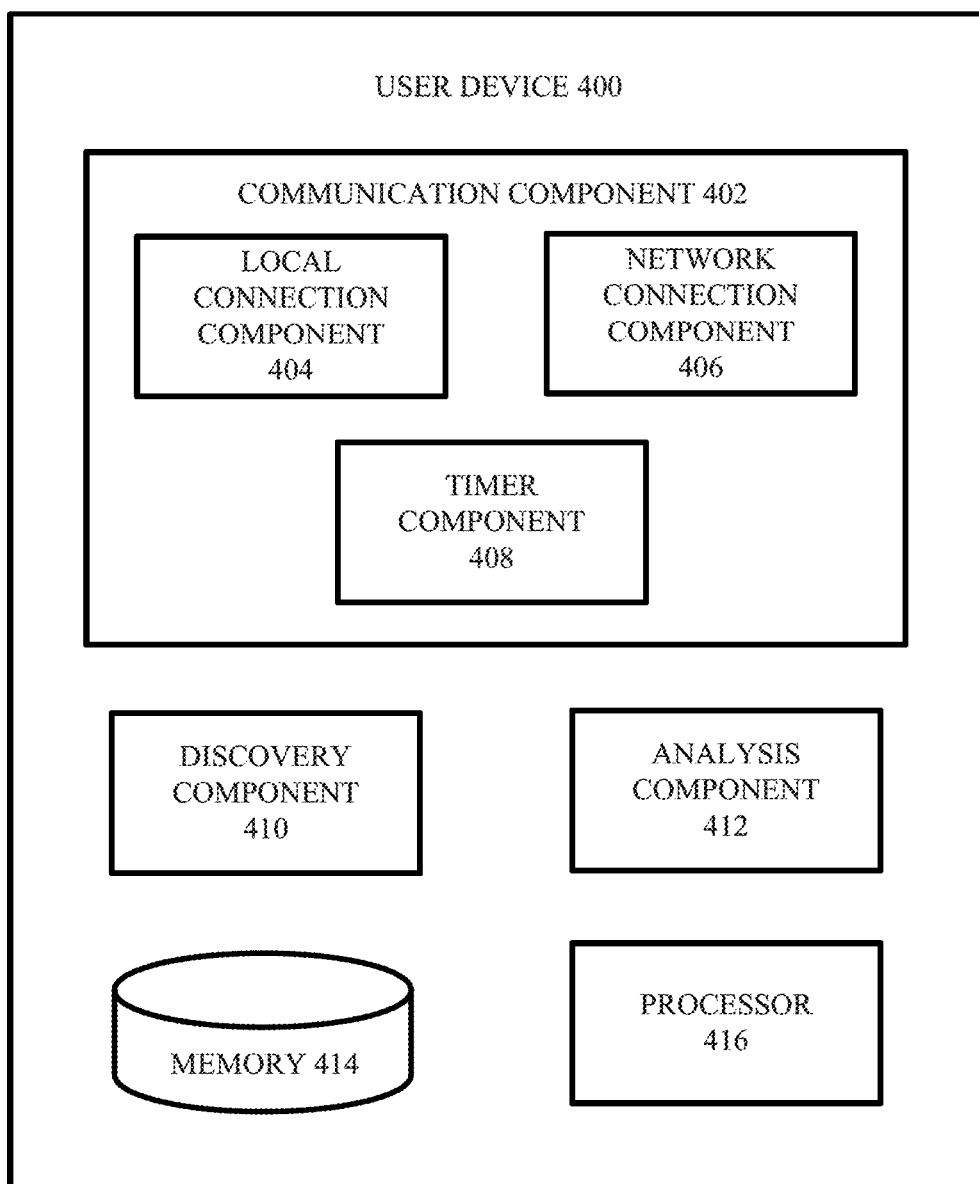 USER DEVICE 400
COMMUNICATION COMPONENT 402
LOCAL
CONNECTION
COMPONENT
404
NETWORK
CONNECTION
COMPONENT
406
TIMER
COMPONENT
408
DISCOVERY
COMPONENT
410
ANALYSIS
COMPONENT
412
MEMORY 414
PROCESSOR
416